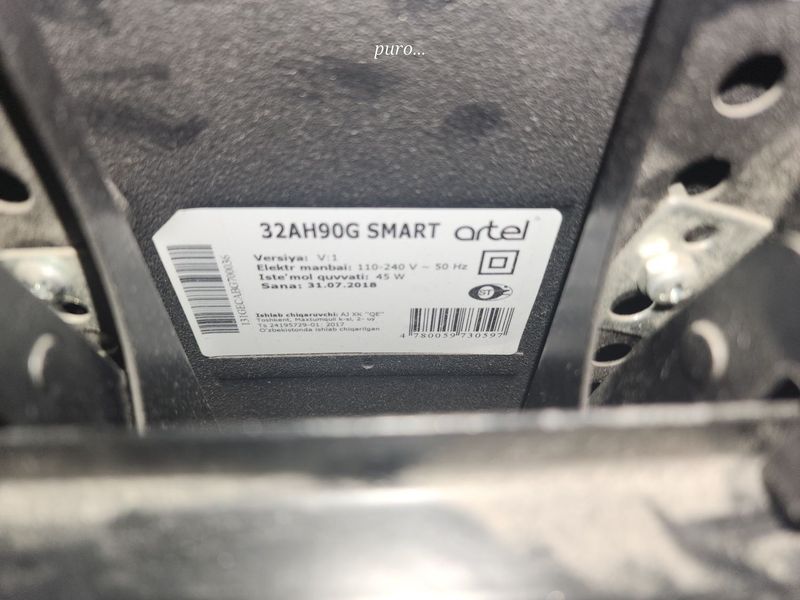 puro...
32AH90G SMART artel
Versiya: V:1
Elektr manbai: 110-240 V ~ 50 Hz
Iste'mol quvvati: 45 W
Sana: 31.07.2018
Ishlab chiqaruvchi: AJ XK "QE"
Toshkent, Maxtumquli k-si, 2- uy
Ts 24195729-01: 2017
O'zbekistonda ishlab chiqarilgan
4 780059 730597